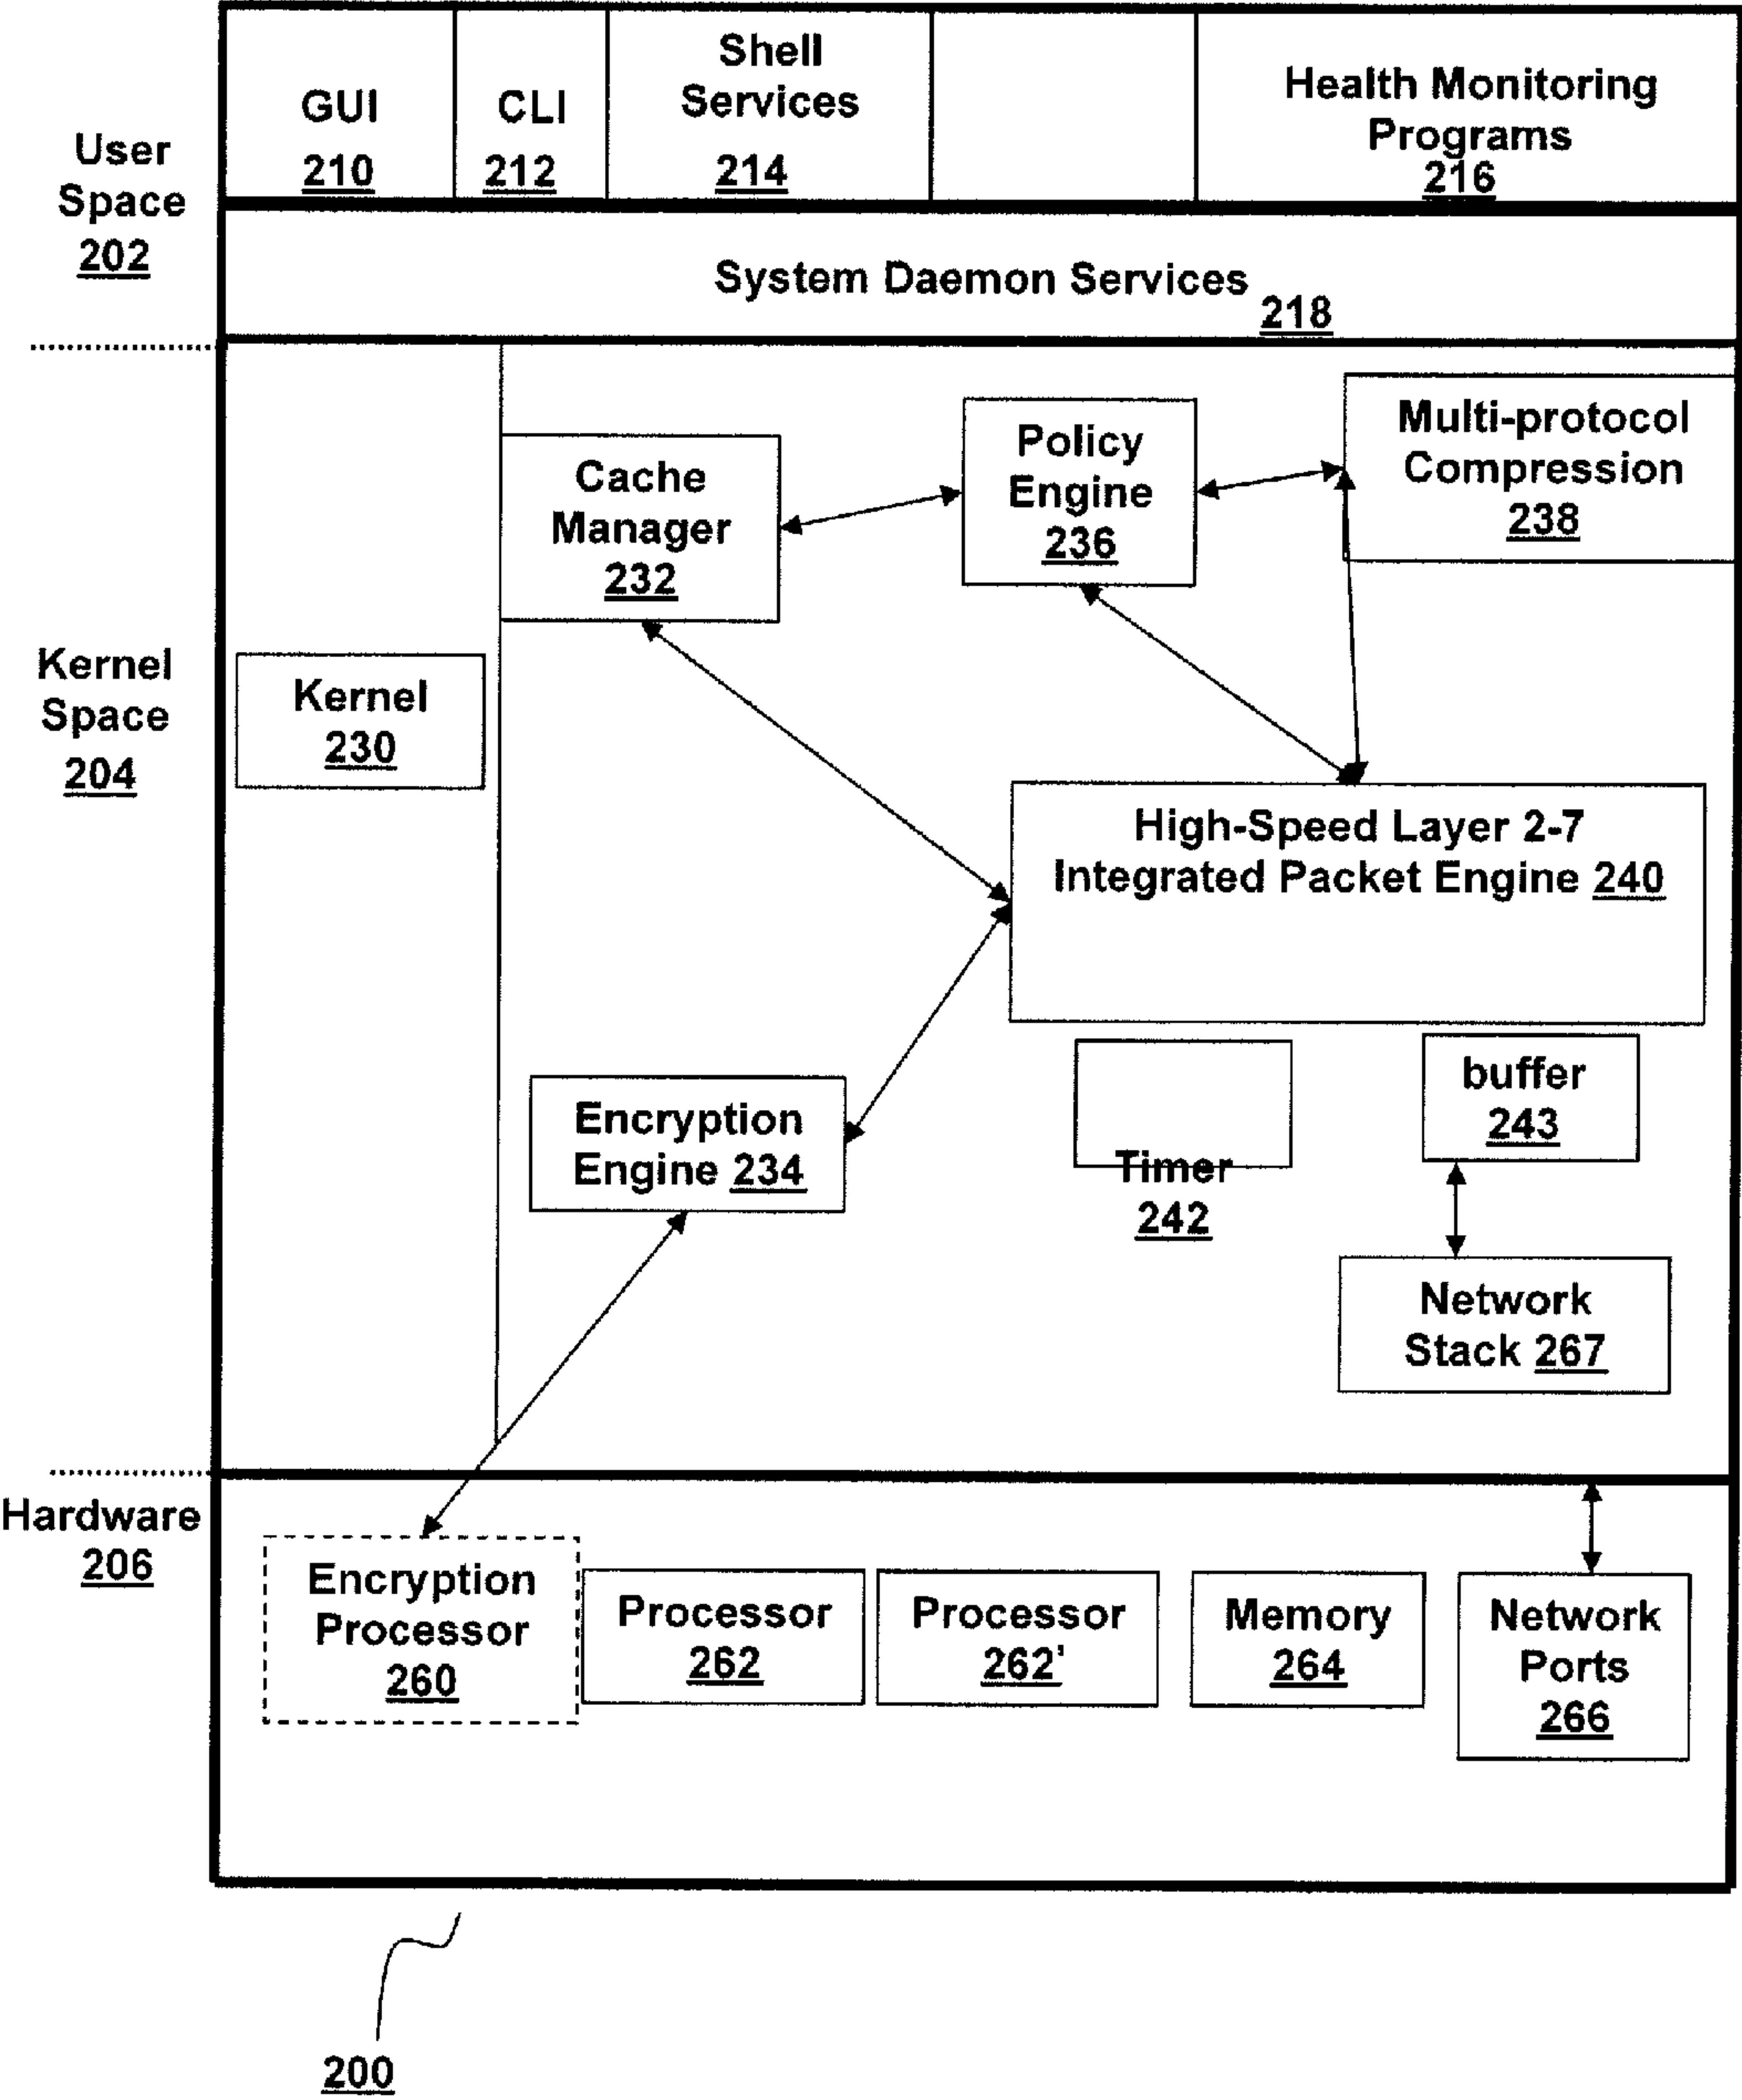 User
Space
202
GUI
210
CLI
212
Shell
Services
214
Health Monitoring
Programs
216
System Daemon Services
218
Kernel
Space
204
Kernel
230
Cache
Manager
232
Policy
Engine
236
Multi-protocol
Compression
238
High-Speed Layer 2-7
Integrated Packet Engine 240
Encryption
Engine 234
Timer
242
buffer
243
Network
Stack 267
Hardware
206
Encryption
Processor
260
Processor
262
Processor
262'
Memory
264
Network
Ports
266
200